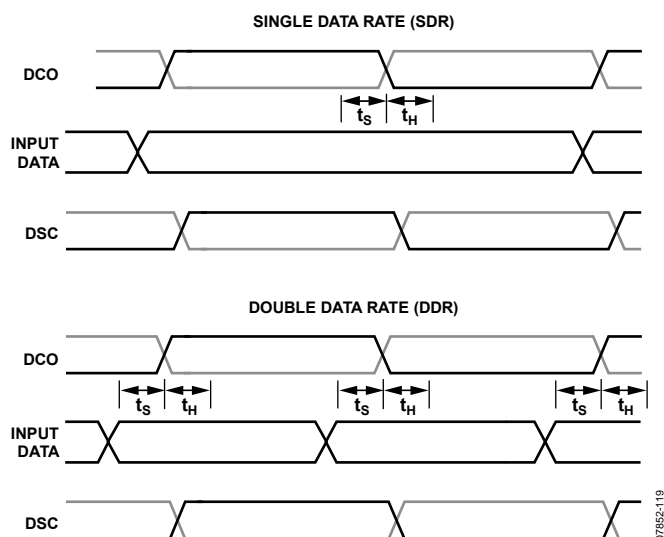 SINGLE DATA RATE (SDR)
DCO
tS tH
INPUT
DATA
DSC
DOUBLE DATA RATE (DDR)
DCO
tS tH tS tH tS tH
INPUT
DATA
DSC
07852-119